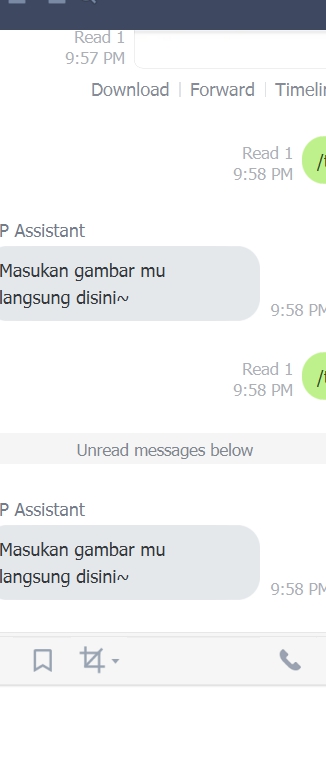 Read 1
9:57 PM
Download | Forward | Timelin
Read 1
9:58 PM
/t
P Assistant
Masukan gambar mu
langsung disini~
9:58 PM
Read 1
9:58 PM
/t
Unread messages below
P Assistant
Masukan gambar mu
langsung disini~
9:58 PM